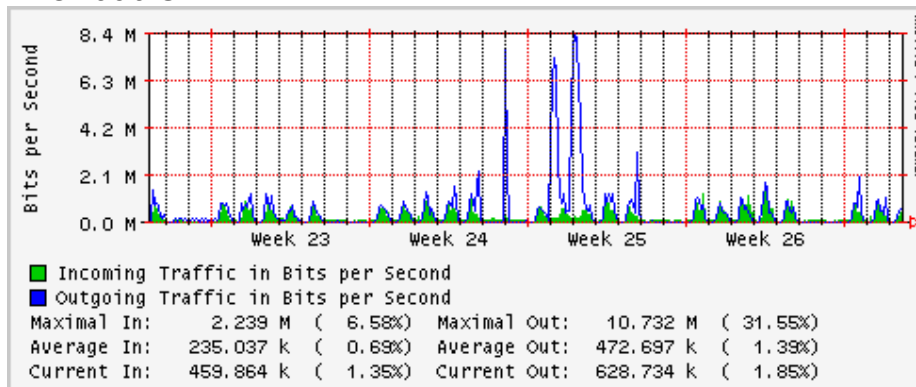 8.4 M
6.3 M
4.2 M
2.1 M
0.0 M
Bits per Second
Week 23 Week 24 Week 25 Week 26
Incoming Traffic in Bits per Second
Outgoing Traffic in Bits per Second
Maximal In: 2.239 M ( 6.58%) Maximal Out: 10.732 M ( 31.55%)
Average In: 235.037 k ( 0.69%) Average Out: 472.697 k ( 1.39%)
Current In: 459.864 k ( 1.35%) Current Out: 628.734 k ( 1.85%)